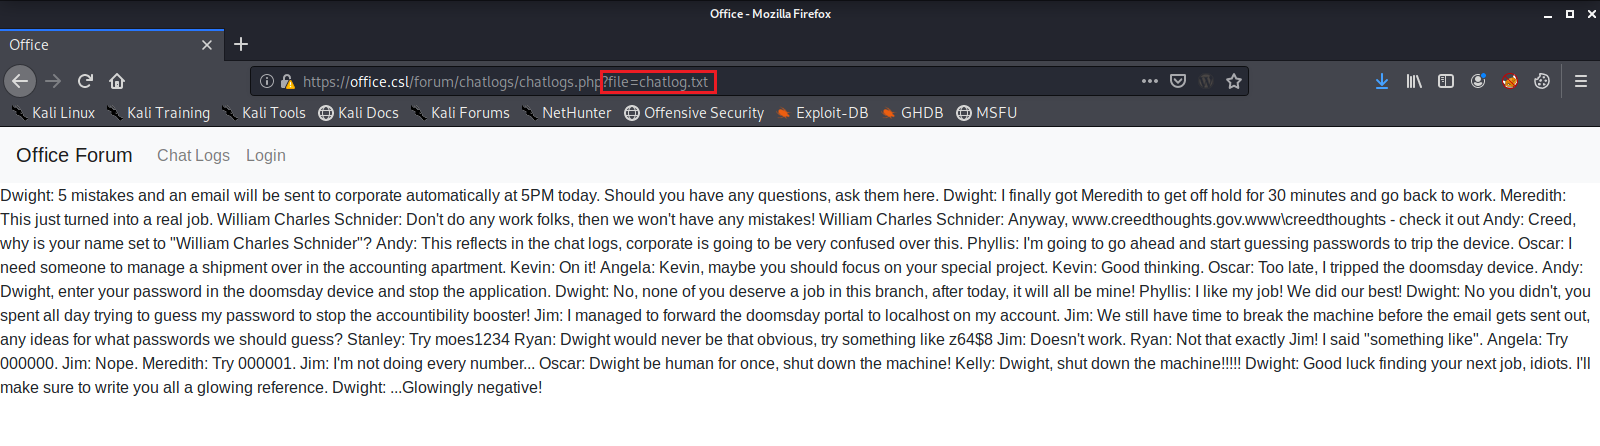 Office - Mozilla Firefox
Office
https://office.csl/forum/chatlogs/chatlogs.php?file=chatlog.txt
Kali Linux Kali Training Kali Tools Kali Docs Kali Forums NetHunter Offensive Security Exploit-DB GHDB MSFU
Office Forum Chat Logs Login
Dwight: 5 mistakes and an email will be sent to corporate automatically at 5PM today. Should you have any questions, ask them here. Dwight: I finally got Meredith to get off hold for 30 minutes and go back to work. Meredith:
This just turned into a real job. William Charles Schnider: Don't do any work folks, then we won't have any mistakes! William Charles Schnider: Anyway, www.creedthoughts.gov.www\creedthoughts - check it out Andy: Creed,
why is your name set to "William Charles Schnider"? Andy: This reflects in the chat logs, corporate is going to be very confused over this. Phyllis: I'm going to go ahead and start guessing passwords to trip the device. Oscar: I
need someone to manage a shipment over in the accounting apartment. Kevin: On it! Angela: Kevin, maybe you should focus on your special project. Kevin: Good thinking. Oscar: Too late, I tripped the doomsday device. Andy:
Dwight, enter your password in the doomsday device and stop the application. Dwight: No, none of you deserve a job in this branch, after today, it will all be mine! Phyllis: I like my job! We did our best! Dwight: No you didn't, you
spent all day trying to guess my password to stop the accountibility booster! Jim: I managed to forward the doomsday portal to localhost on my account. Jim: We still have time to break the machine before the email gets sent out,
any ideas for what passwords we should guess? Stanley: Try moes1234 Ryan: Dwight would never be that obvious, try something like z64$8 Jim: Doesn't work. Ryan: Not that exactly Jim! I said "something like". Angela: Try
000000. Jim: Nope. Meredith: Try 000001. Jim: I'm not doing every number... Oscar: Dwight be human for once, shut down the machine! Kelly: Dwight, shut down the machine!!!!! Dwight: Good luck finding your next job, idiots. I'll
make sure to write you all a glowing reference. Dwight: ...Glowingly negative!